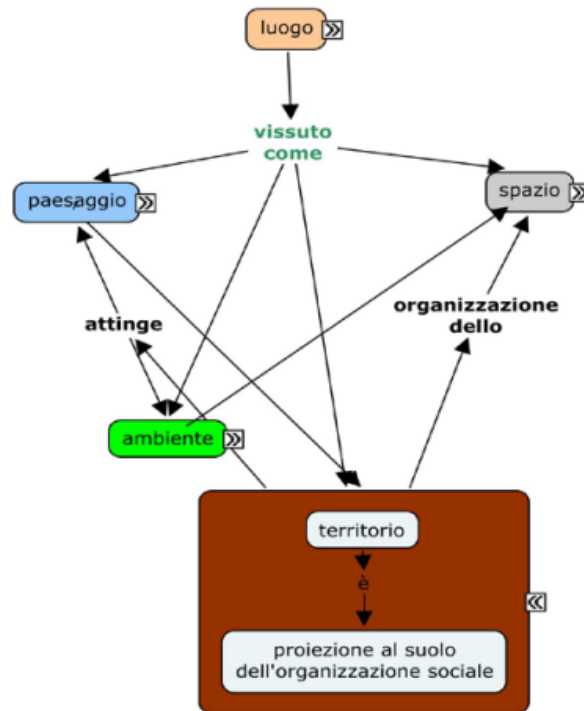 luogo
vissuto
come
paesaggio
spazio
attinge
organizzazione
dello
ambiente
territorio
è
proiezione al suolo
dell'organizzazione sociale